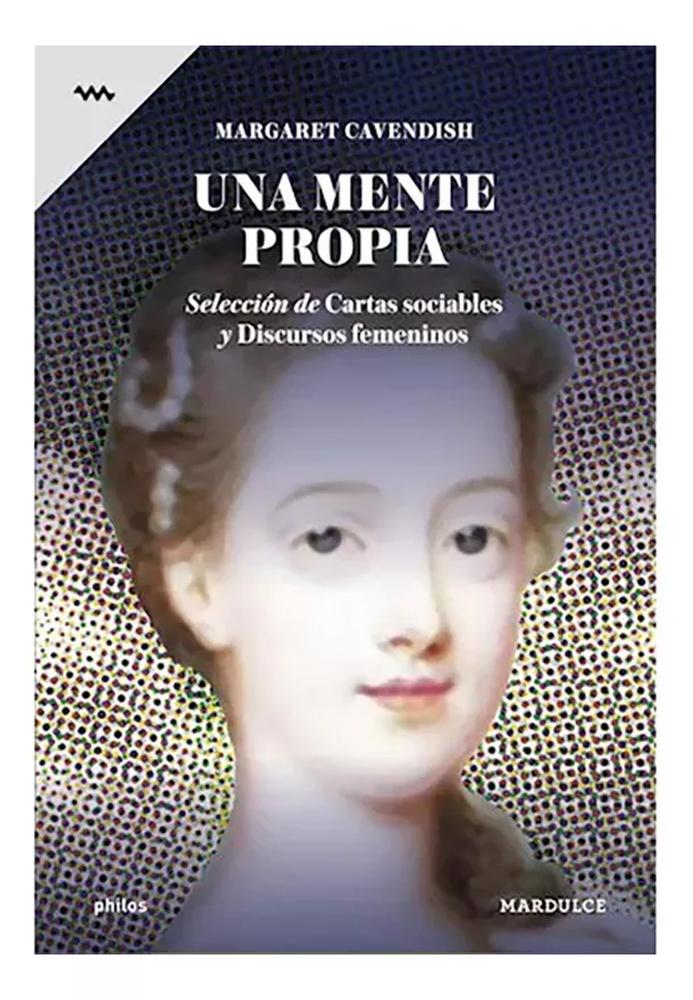 MARGARET CAVENDISH
UNA MENTE
PROPIA
Selección de Cartas sociables
y Discursos femeninos
philos
MARDULCE